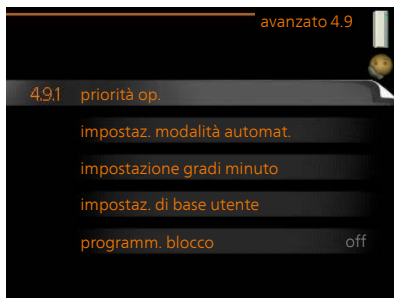 avanzato 4.9
4.9.1 priorità op.
impostaz. modalità automat.
impostazione gradi minuto
impostaz. di base utente
programm. blocco off